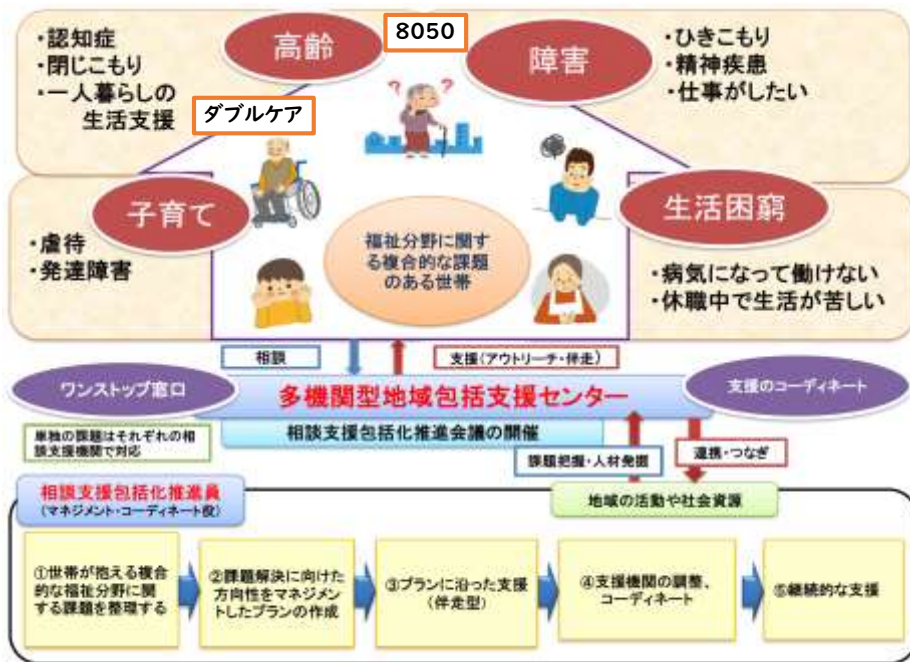 高齢
8050
障害
・認知症
・閉じこもり
・一人暮らしの
生活支援
・ひきこもり
・精神疾患
・仕事がしたい
ダブルケア
?
?
子育て
生活困窮
・虐待
・発達障害
福祉分野に関す
る複合的な課題
のある世帯
・病気になって働けない
・休職中で生活が苦しい
相談
支援(アウトリーチ・伴走)
ワンストップ窓口
多機関型地域包括支援センター
支援のコーディネート
相談支援包括化推進会議の開催
単独の課題はそれぞれの相
談支援機関で対応
課題把握・人材発掘
連携・つなぎ
相談支援包括化推進員
(マネジメント・コーディネート役)
地域の活動や社会資源
①世帯が抱える複合
的な福祉分野に関
する課題を整理する
②課題解決に向けた
方向性をマネジメン
トしたプランの作成
③プランに沿った支援
(伴走型)
④支援機関の調整、
コーディネート
⑤継続的な支援